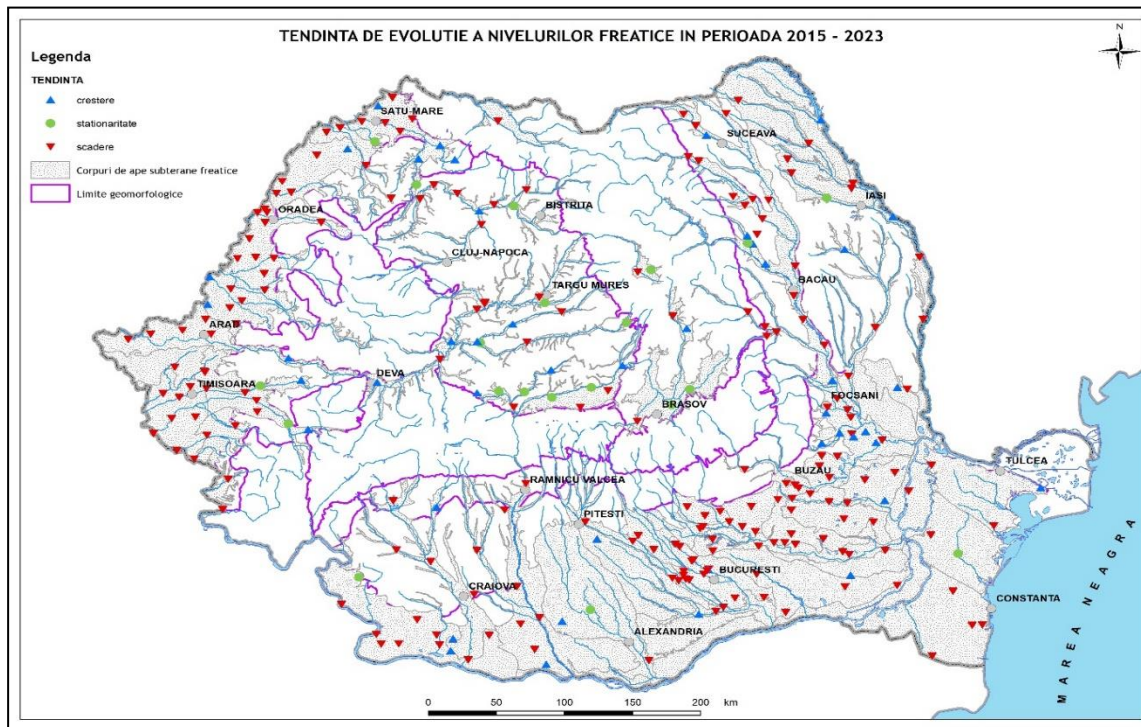 TENDINTA DE EVOLUTIE A NIVELURILOR FREATICE IN PERIOADA 2015 - 2023
N
Legenda
TENDINTA
crestere
stationaritate
scadere
Corpuri de ape subterane freatice
Limite geomorfologice
SATU-MARE
SUCEAVA
IASI
ORADEA
BISTRITA
CLUJ-NAPOCA
TARGU MURES
BACAU
ARAD
DEVA
TIMISOARA
FOCSANI
BRASOV
TULCEA
BUZAU
RAMNICU VALCEA
PITESTI
BUCURESTI
CRAIOVA
CONSTANTA
ALEXANDRIA
MAREA NEAGRA
0 50 100 150 200 km